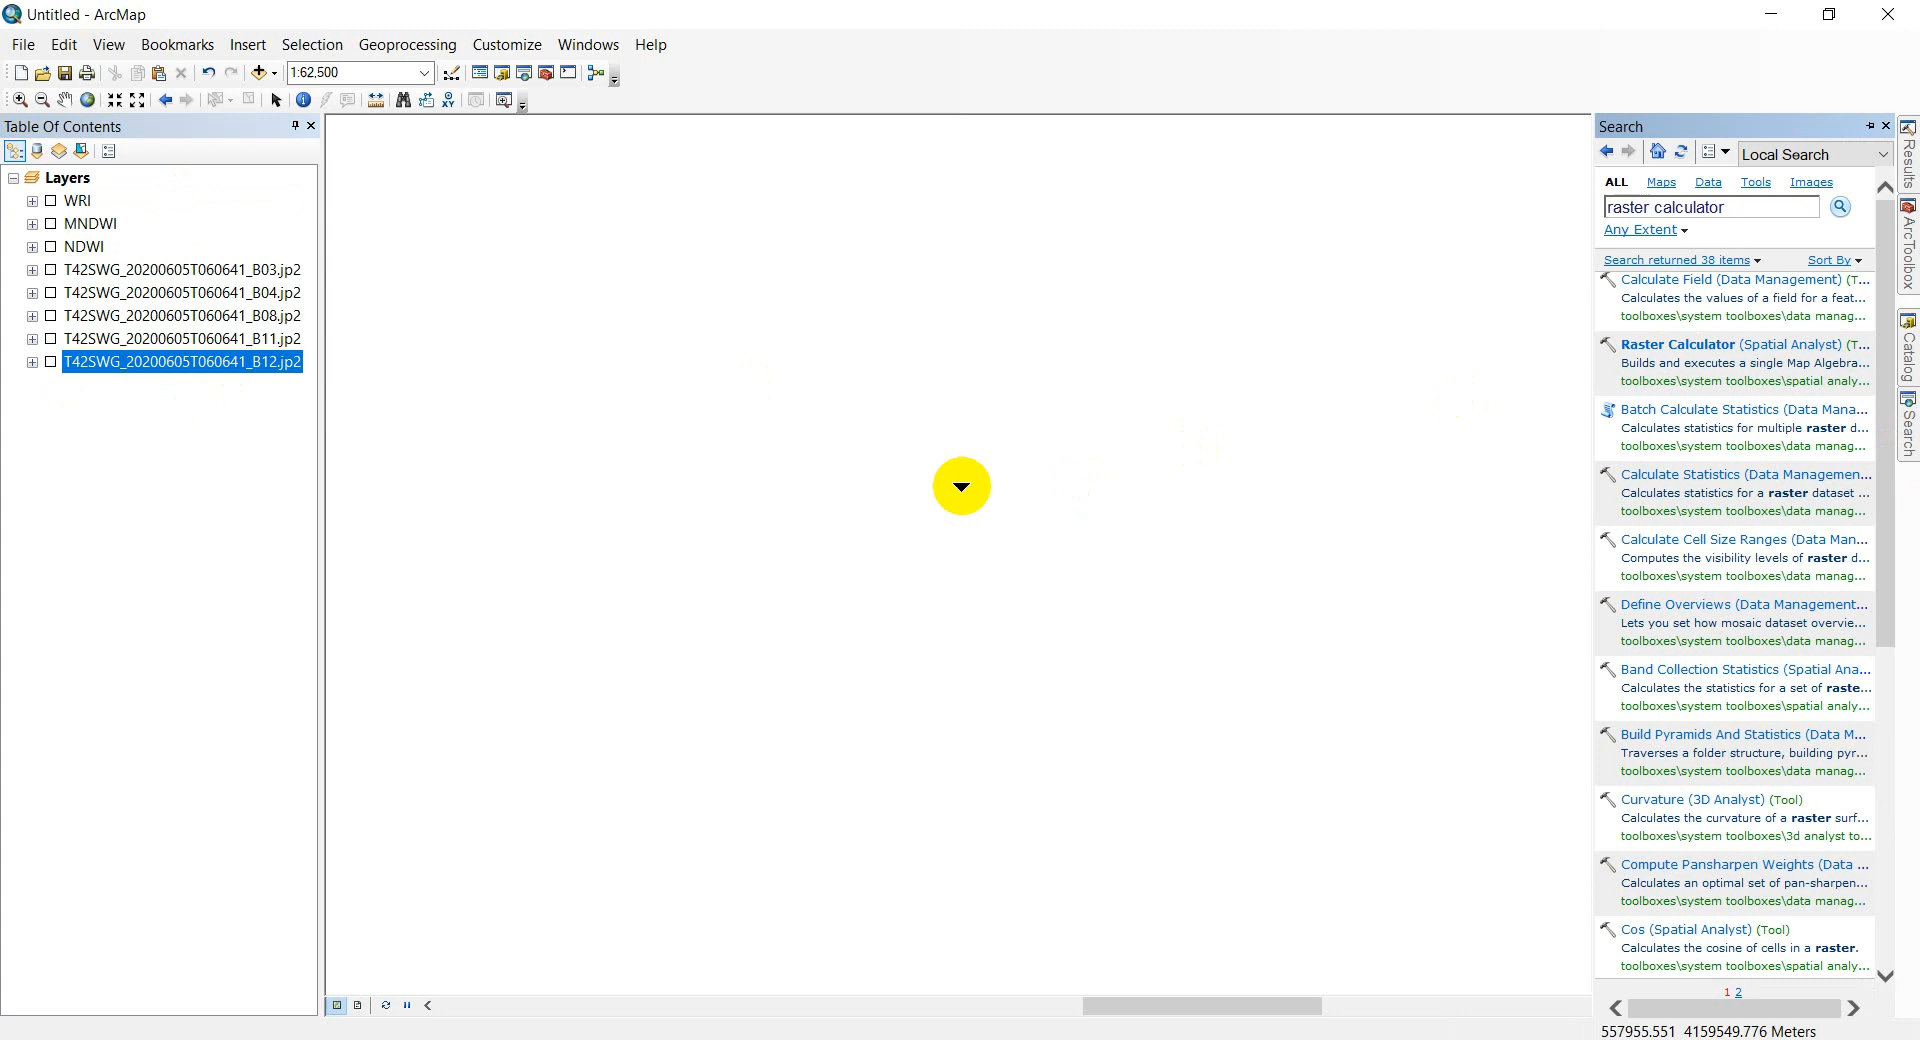 Untitled - ArcMap
File Edit View Bookmarks Insert Selection Geoprocessing Customize Windows Help
1:62,500
Table Of Contents
Layers
WRI
MNDWI
NDWI
T42SWG_20200605T060641_B03.jp2
T42SWG_20200605T060641_B04.jp2
T42SWG_20200605T060641_B08.jp2
T42SWG_20200605T060641_B11.jp2
T42SWG_20200605T060641_B12.jp2
Search
Local Search
ALL Maps Data Tools Images
raster calculator
Any Extent
Search returned 38 items Sort By
Calculate Field (Data Management) (T...
Calculates the values of a field for a feat...
toolboxes\system toolboxes\data manag...
Raster Calculator (Spatial Analyst) (T...
Builds and executes a single Map Algebra...
toolboxes\system toolboxes\spatial analy...
Batch Calculate Statistics (Data Mana...
Calculates statistics for multiple raster d...
toolboxes\system toolboxes\data manag...
Calculate Statistics (Data Managemen...
Calculates statistics for a raster dataset ...
toolboxes\system toolboxes\data manag...
Calculate Cell Size Ranges (Data Man...
Computes the visibility levels of raster d...
toolboxes\system toolboxes\data manag...
Define Overviews (Data Management...
Lets you set how mosaic dataset overvie...
toolboxes\system toolboxes\data manag...
Band Collection Statistics (Spatial Ana...
Calculates the statistics for a set of raste...
toolboxes\system toolboxes\spatial analy...
Build Pyramids And Statistics (Data M...
Traverses a folder structure, building pyr...
toolboxes\system toolboxes\data manag...
Curvature (3D Analyst) (Tool)
Calculates the curvature of a raster surf...
toolboxes\system toolboxes\3d analyst to...
Compute Pansharpen Weights (Data ...
Calculates an optimal set of pan-sharpen...
toolboxes\system toolboxes\data manag...
Cos (Spatial Analyst) (Tool)
Calculates the cosine of cells in a raster.
toolboxes\system toolboxes\spatial analy...
1 2
Results
ArcToolbox
Catalog
Search
557955.551 4159549.776 Meters